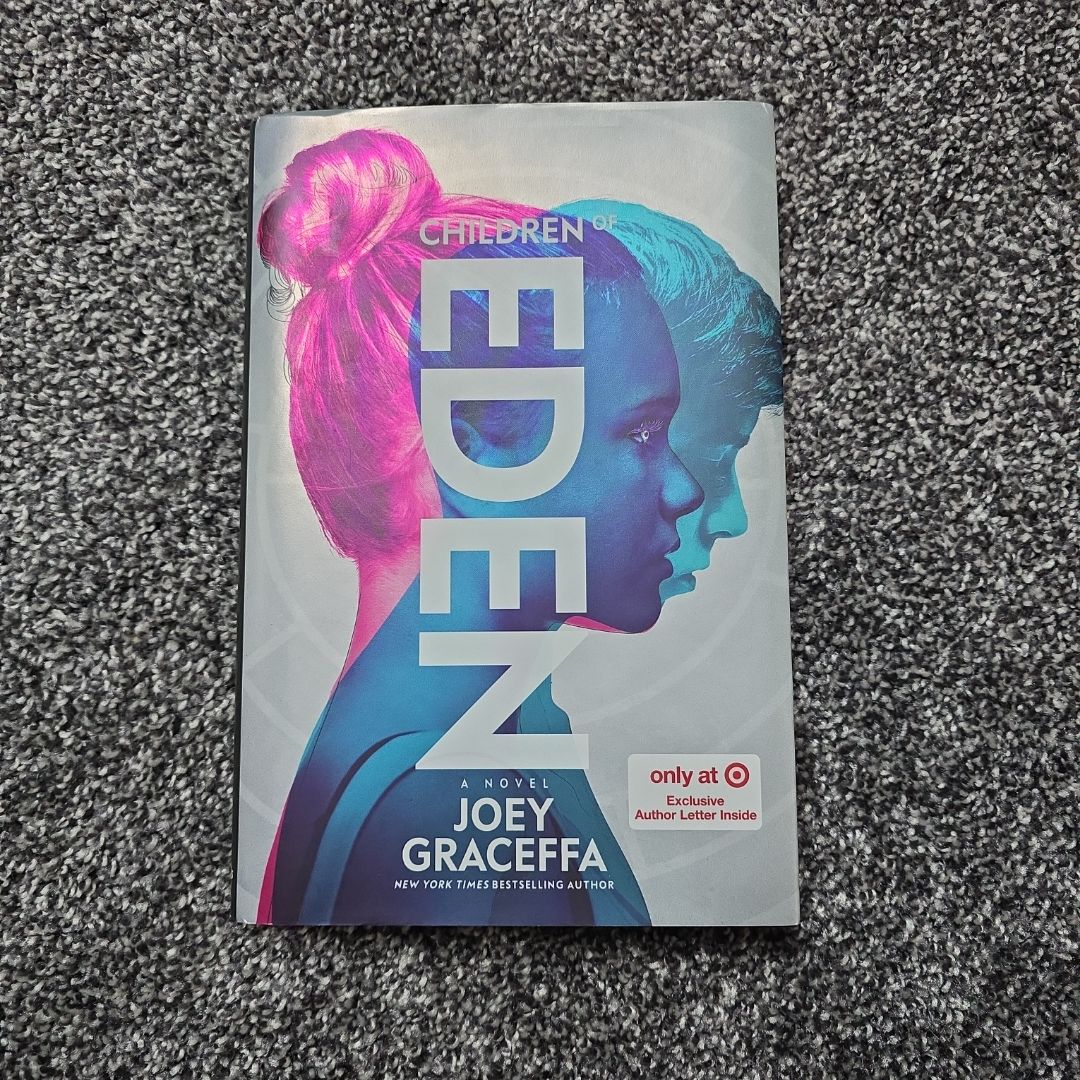 CHILDREN OF
EDEN
A NOVEL
JOEY
GRACEFFA
NEW YORK TIMES BESTSELLING AUTHOR
only at
Exclusive
Author Letter Inside